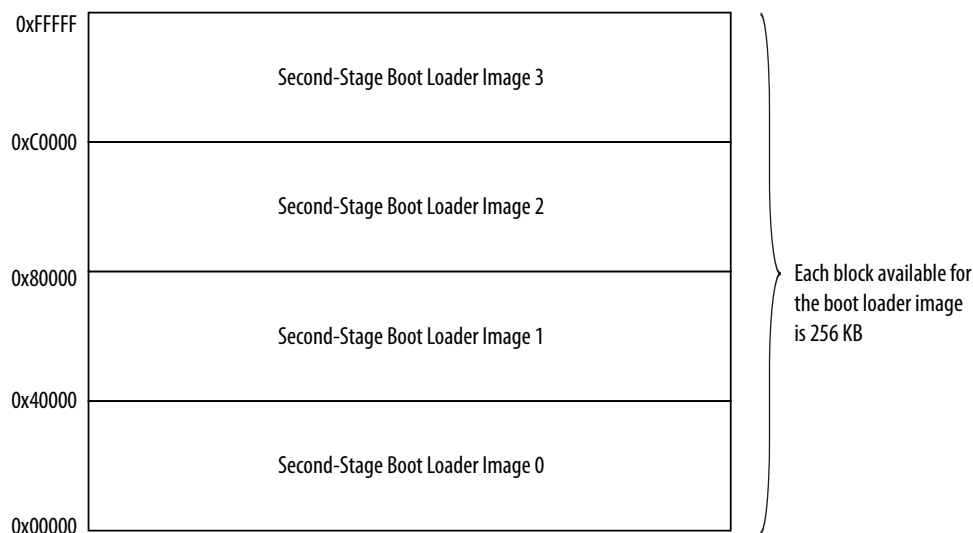 0xFFFFF
Second-Stage Boot Loader Image 3
0xC0000
Second-Stage Boot Loader Image 2
0x80000
Each block available for
the boot loader image
is 256 KB
Second-Stage Boot Loader Image 1
0x40000
Second-Stage Boot Loader Image 0
0x00000